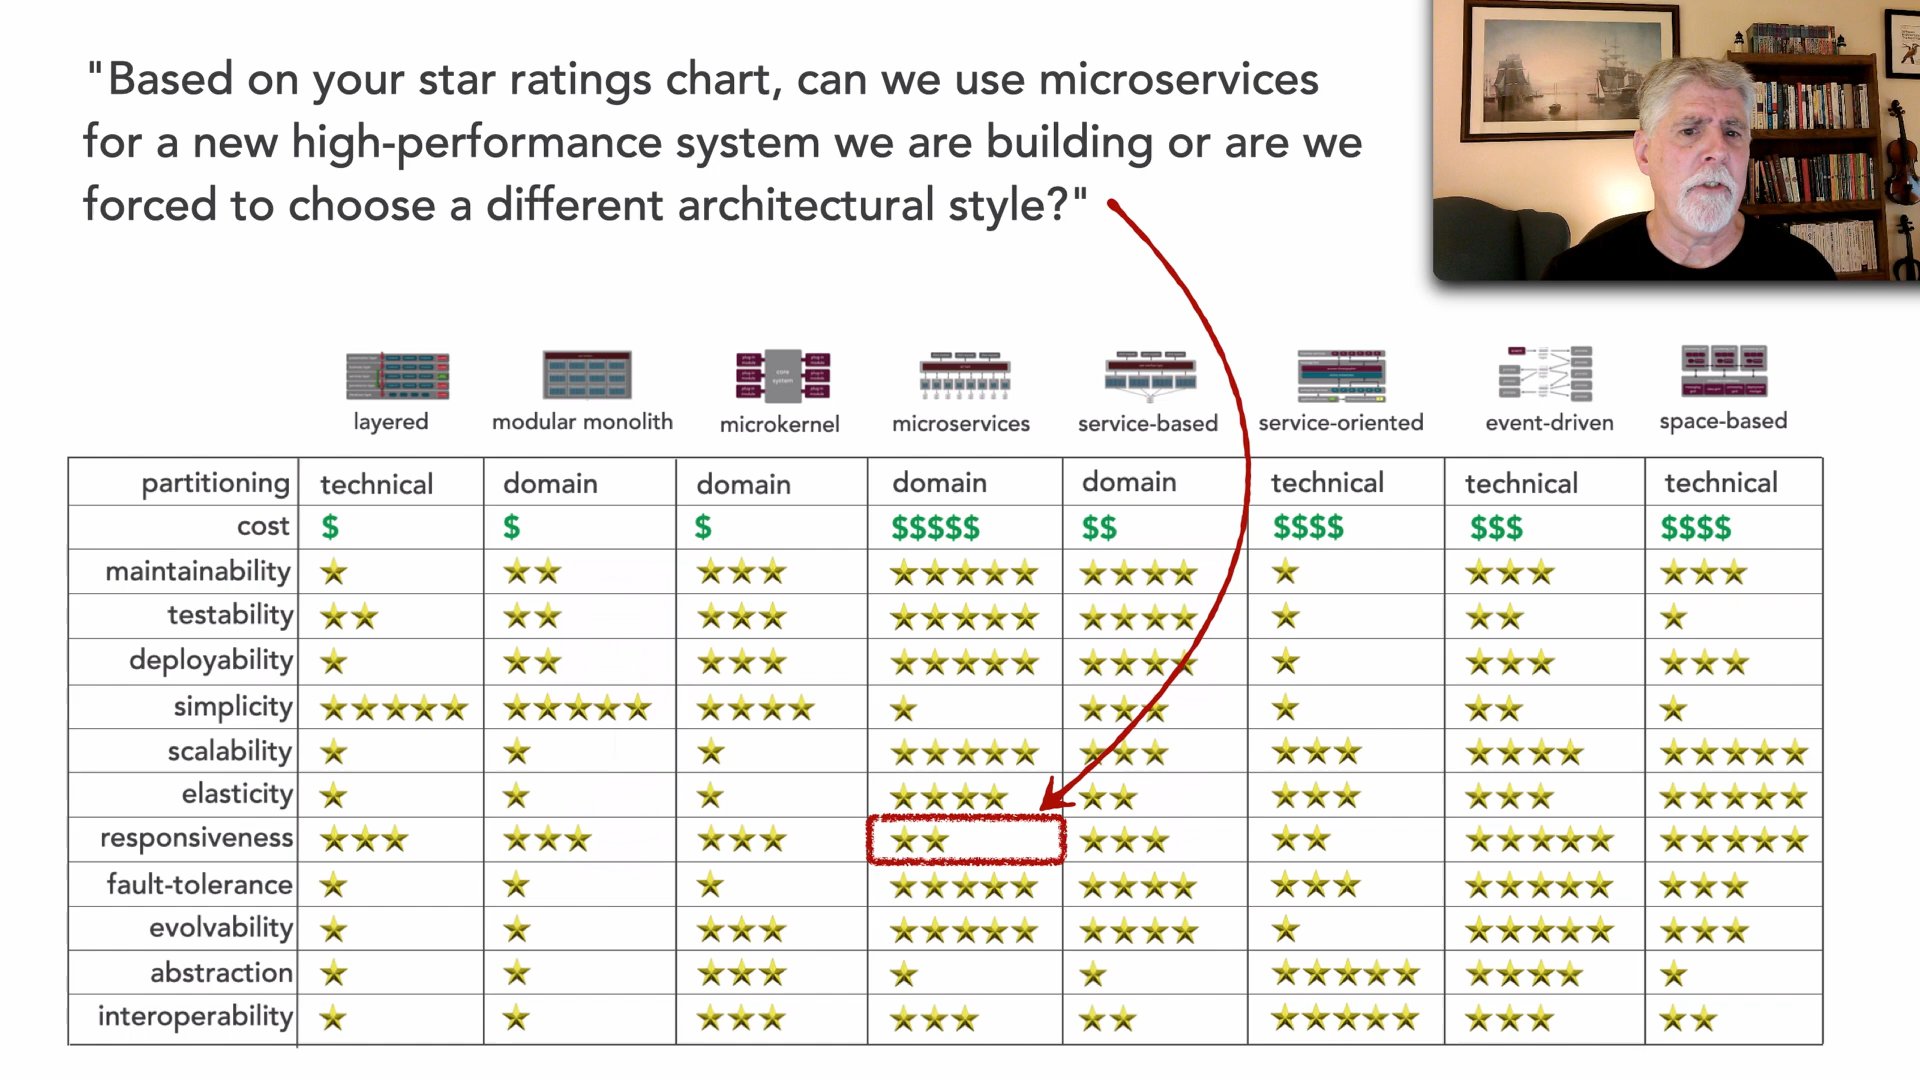 "Based on your star ratings chart, can we use microservices
for a new high-performance system we are building or are we
forced to choose a different architectural style?"
core
system
layered
modular monolith
microkernel
microservices
service-based
service-oriented
event-driven
space-based
partitioning technical domain domain domain domain technical technical technical
cost $ $ $ $$$$$ $$ $$$$ $$$ $$$$
maintainability
testability
deployability
simplicity
scalability
elasticity
responsiveness
fault-tolerance
evolvability
abstraction
interoperability